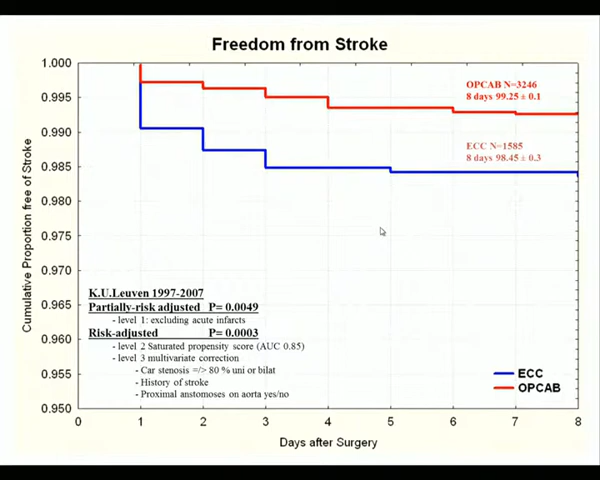 Freedom from Stroke
1.000
0.995
0.990
0.985
0.980
0.975
0.970
0.965
0.960
0.955
0.950
Cumulative Proportion free of Stroke
OPCAB N=3246
8 days 99.25 ± 0.1
ECC N=1585
8 days 98.45 ± 0.3
K.U.Leuven 1997-2007
Partially-risk adjusted P= 0.0049
- level 1: excluding acute infarcts
Risk-adjusted P= 0.0003
- level 2 Saturated propensity score (AUC 0.85)
- level 3 multivariate correction
- Car stenosis =/> 80 % uni or bilat
- History of stroke
- Proximal anstomoses on aorta yes/no
ECC
OPCAB
0 1 2 3 4 5 6 7 8
Days after Surgery